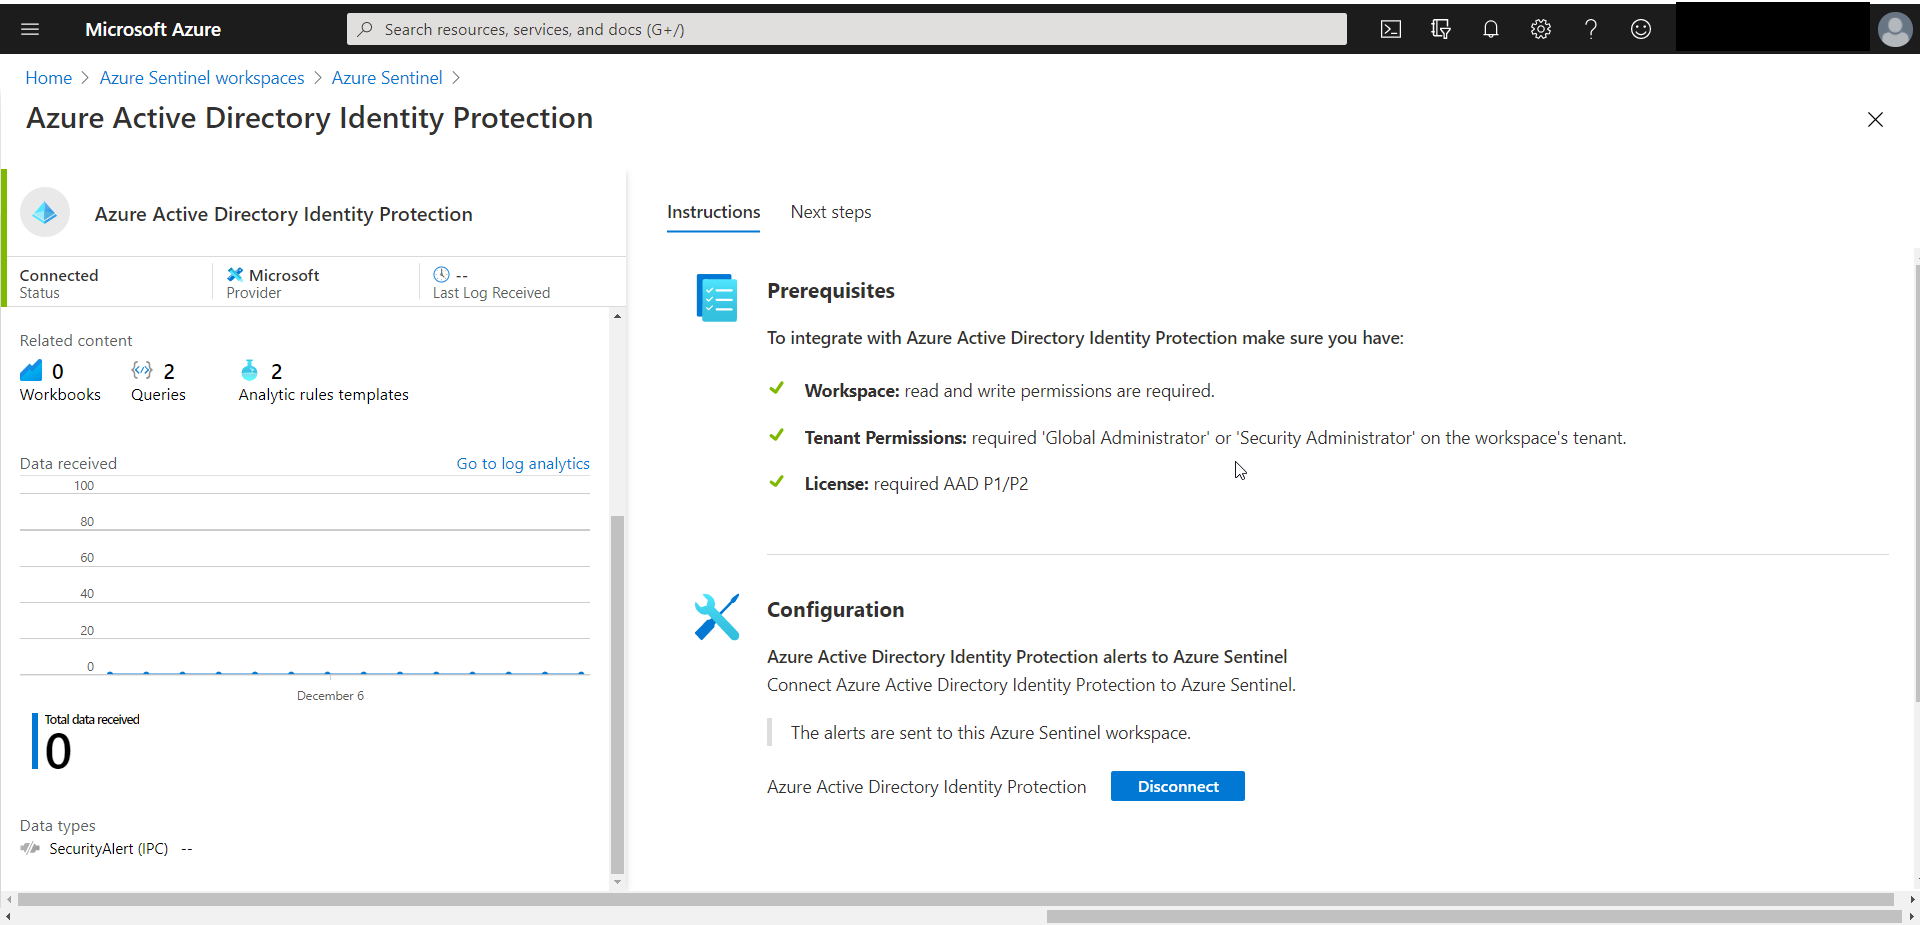 Microsoft Azure
Search resources, services, and docs (G+/)
Home > Azure Sentinel workspaces > Azure Sentinel >
Azure Active Directory Identity Protection
Azure Active Directory Identity Protection
Connected
Status
Microsoft
Provider
--
Last Log Received
Related content
0
Workbooks
2
Queries
2
Analytic rules templates
Data received
Go to log analytics
100
80
60
40
20
0
December 6
Total data received
0
Data types
SecurityAlert (IPC) --
Instructions
Next steps
Prerequisites
To integrate with Azure Active Directory Identity Protection make sure you have:
Workspace: read and write permissions are required.
Tenant Permissions: required 'Global Administrator' or 'Security Administrator' on the workspace's tenant.
License: required AAD P1/P2
Configuration
Azure Active Directory Identity Protection alerts to Azure Sentinel
Connect Azure Active Directory Identity Protection to Azure Sentinel.
The alerts are sent to this Azure Sentinel workspace.
Azure Active Directory Identity Protection
Disconnect